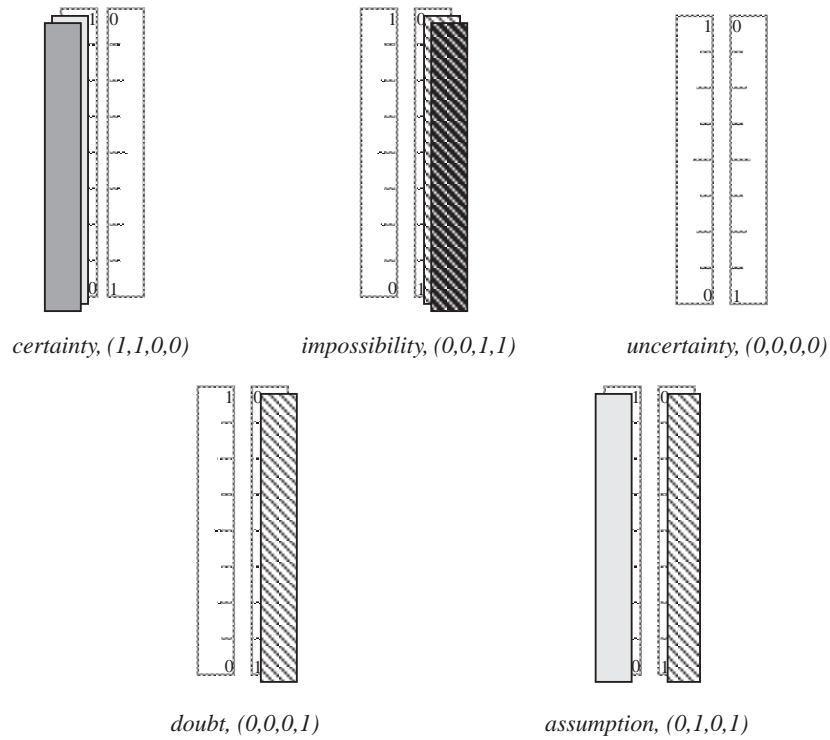 1 0 1 0 1 0
0 1 0 1 0 1
certainty, (1,1,0,0) impossibility, (0,0,1,1) uncertainty, (0,0,0,0)
1 0 1 0
0 1 0 1
doubt, (0,0,0,1) assumption, (0,1,0,1)